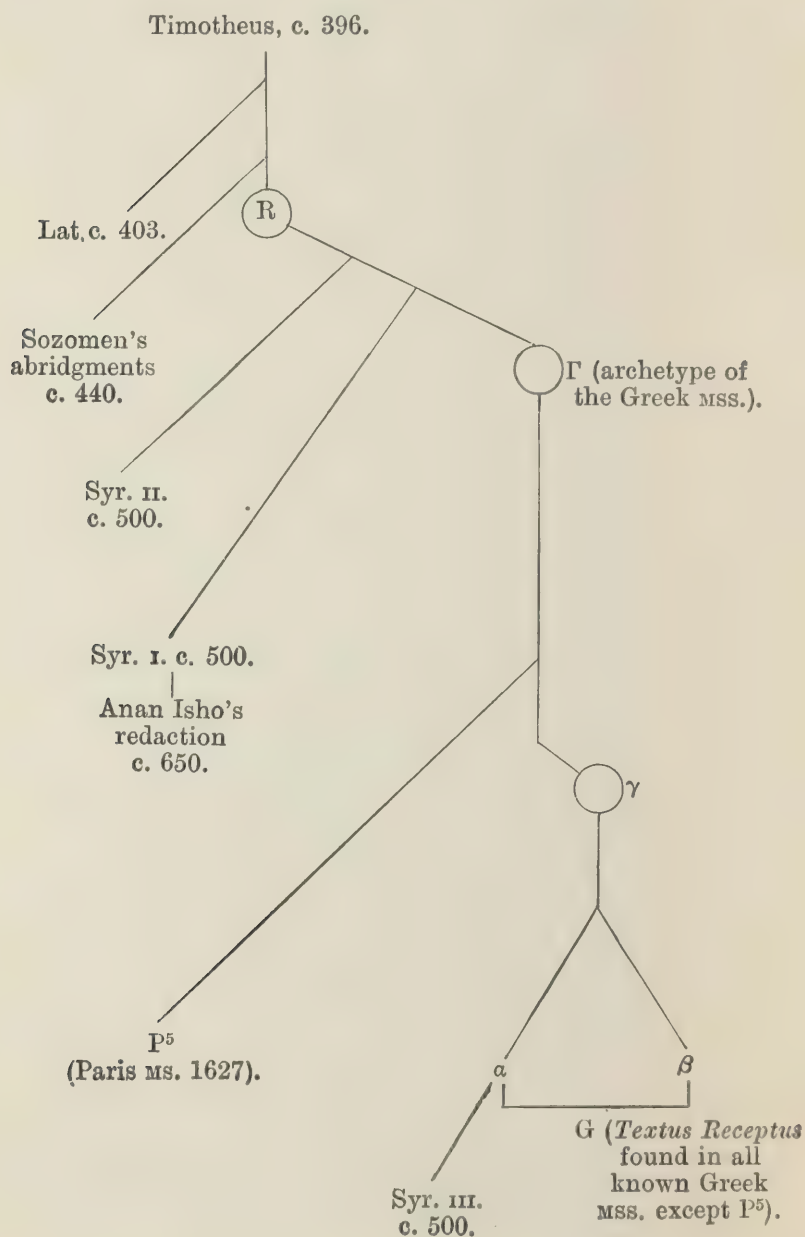 Timotheus, c. 396.
R
Lat. c. 403.
Sozomen's
abridgments
c. 440.
Γ (archetype of
the Greek MSS.).
Syr. II.
c. 500.
Syr. I. c. 500.
Anan Isho's
redaction
c. 650.
γ
P⁵
(Paris MS. 1627).
α
β
G (Textus Receptus
found in all
known Greek
MSS. except P⁵).
Syr. III.
c. 500.